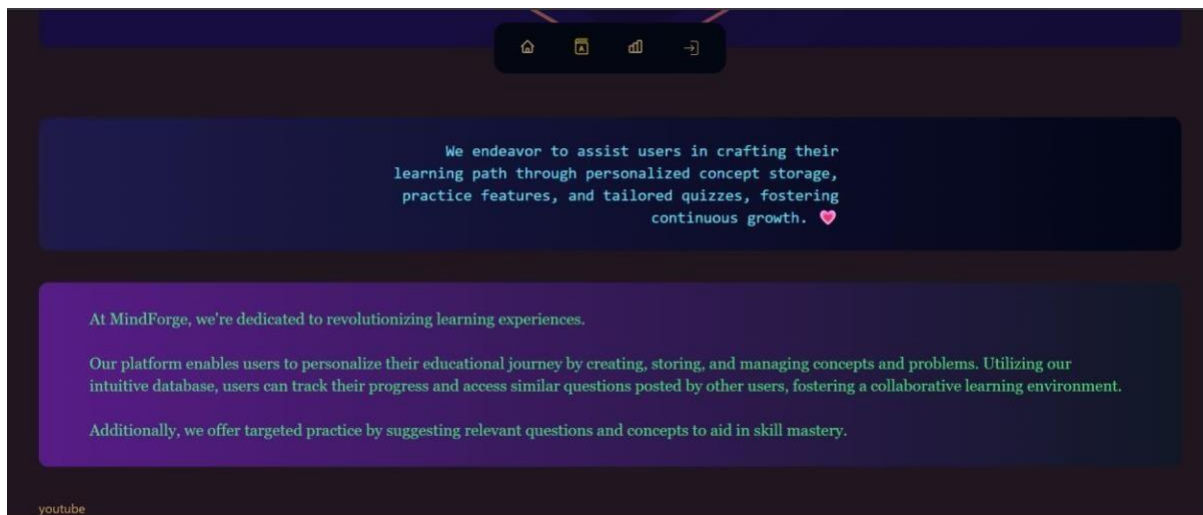 We endeavor to assist users in crafting their
learning path through personalized concept storage,
practice features, and tailored quizzes, fostering
continuous growth. 💗
At MindForge, we're dedicated to revolutionizing learning experiences.
Our platform enables users to personalize their educational journey by creating, storing, and managing concepts and problems. Utilizing our
intuitive database, users can track their progress and access similar questions posted by other users, fostering a collaborative learning environment.
Additionally, we offer targeted practice by suggesting relevant questions and concepts to aid in skill mastery.
youtube